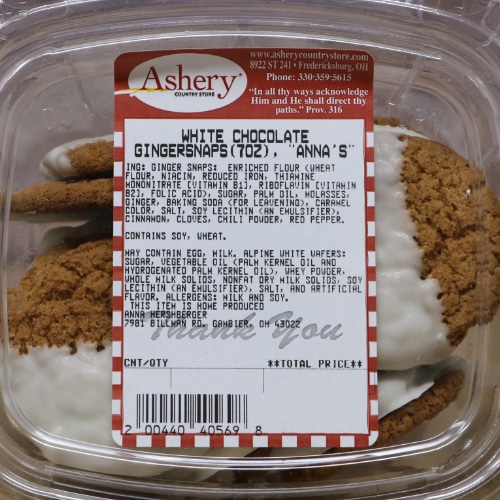 Ashery®
COUNTRY STORE
www.asherycountrystore.com
8922 ST 241 • Fredericksburg, OH
Phone: 330-359-5615
"In all thy ways acknowledge
Him and He shall direct thy
paths." Prov. 316
WHITE CHOCOLATE
GINGERSNAPS(7OZ), "ANNA'S"
ING: GINGER SNAPS: ENRICHED FLOUR (WHEAT
FLOUR, NIACIN, REDUCED IRON, THIAMINE
MONONITRATE [VITAMIN B1], RIBOFLAVIN [VITAMIN
B2], FOLIC ACID), SUGAR, PALM OIL, MOLASSES,
GINGER, BAKING SODA (FOR LEAVENING), CARAMEL
COLOR, SALT, SOY LECITHIN (AN EMULSIFIER),
CINNAMON, CLOVES, CHILI POWDER, RED PEPPER.
CONTAINS SOY, WHEAT.
MAY CONTAIN EGG, MILK. ALPINE WHITE WAFERS:
SUGAR, VEGETABLE OIL (PALM KERNEL OIL AND
HYDROGENATED PALM KERNEL OIL), WHEY POWDER,
WHOLE MILK SOLIDS, NONFAT DRY MILK SOLIDS, SOY
LECITHIN (AN EMULSIFIER), SALT, AND ARTIFICIAL
FLAVOR. ALLERGENS: MILK AND SOY.
THIS ITEM IS HOME PRODUCED
ANNA HERSHBERGER
7981 BILLMAN RD, GAMBIER, OH 43022
Thank You
CNT/QTY **TOTAL PRICE**
2 00440 40569 8